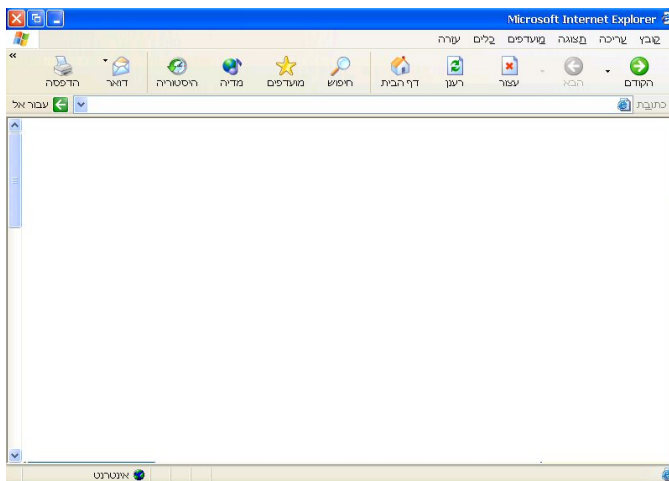 Microsoft Internet Explorer
קובץ עריכה תצוגה מועדפים כלים עזרה
הקודם הבא עצור רענן דף הבית חיפוש מועדפים מדיה היסטוריה דואר הדפסה »
כתובת עבור אל
אינטרנט